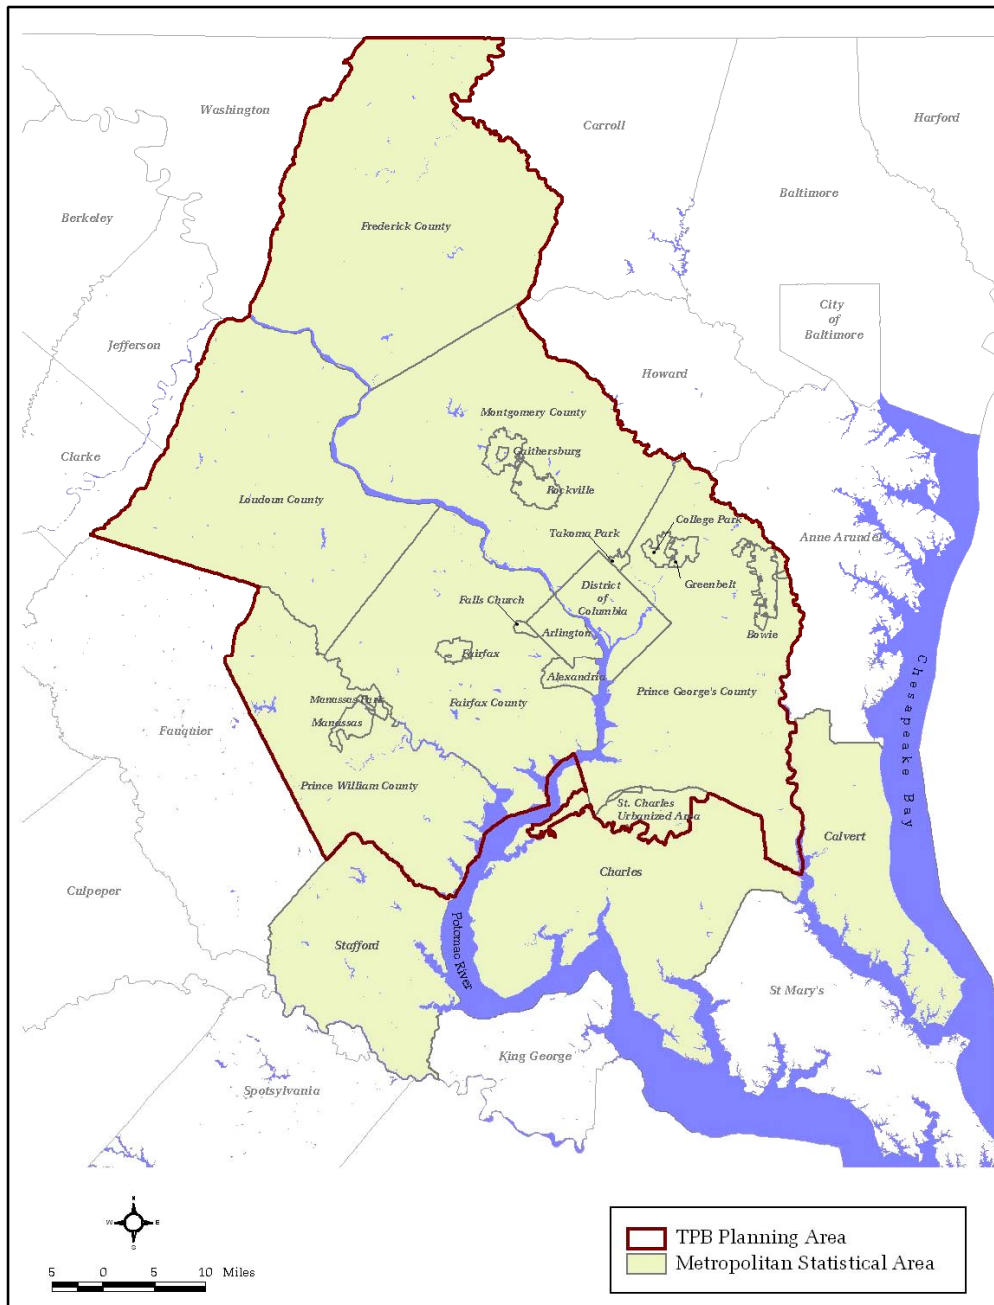 Washington
Carroll
Harford
Baltimore
Berkeley
Frederick County
City
of
Baltimore
Jefferson
Howard
Montgomery County
Clarke
Gaithersburg
Rockville
Loudoun County
College Park
Takoma Park
Anne Arundel
District
of
Columbia
Greenbelt
Falls Church
Arlington
Bowie
Fairfax
Alexandria
Prince George's County
Manassas Park
Fairfax County
Manassas
Fauquier
Chesapeake Bay
Prince William County
St. Charles
Urbanized Area
Calvert
Charles
Culpeper
Stafford
Potomac River
St Mary's
King George
Spotsylvania
N
W E
S
5 0 5 10 Miles
TPB Planning Area
Metropolitan Statistical Area